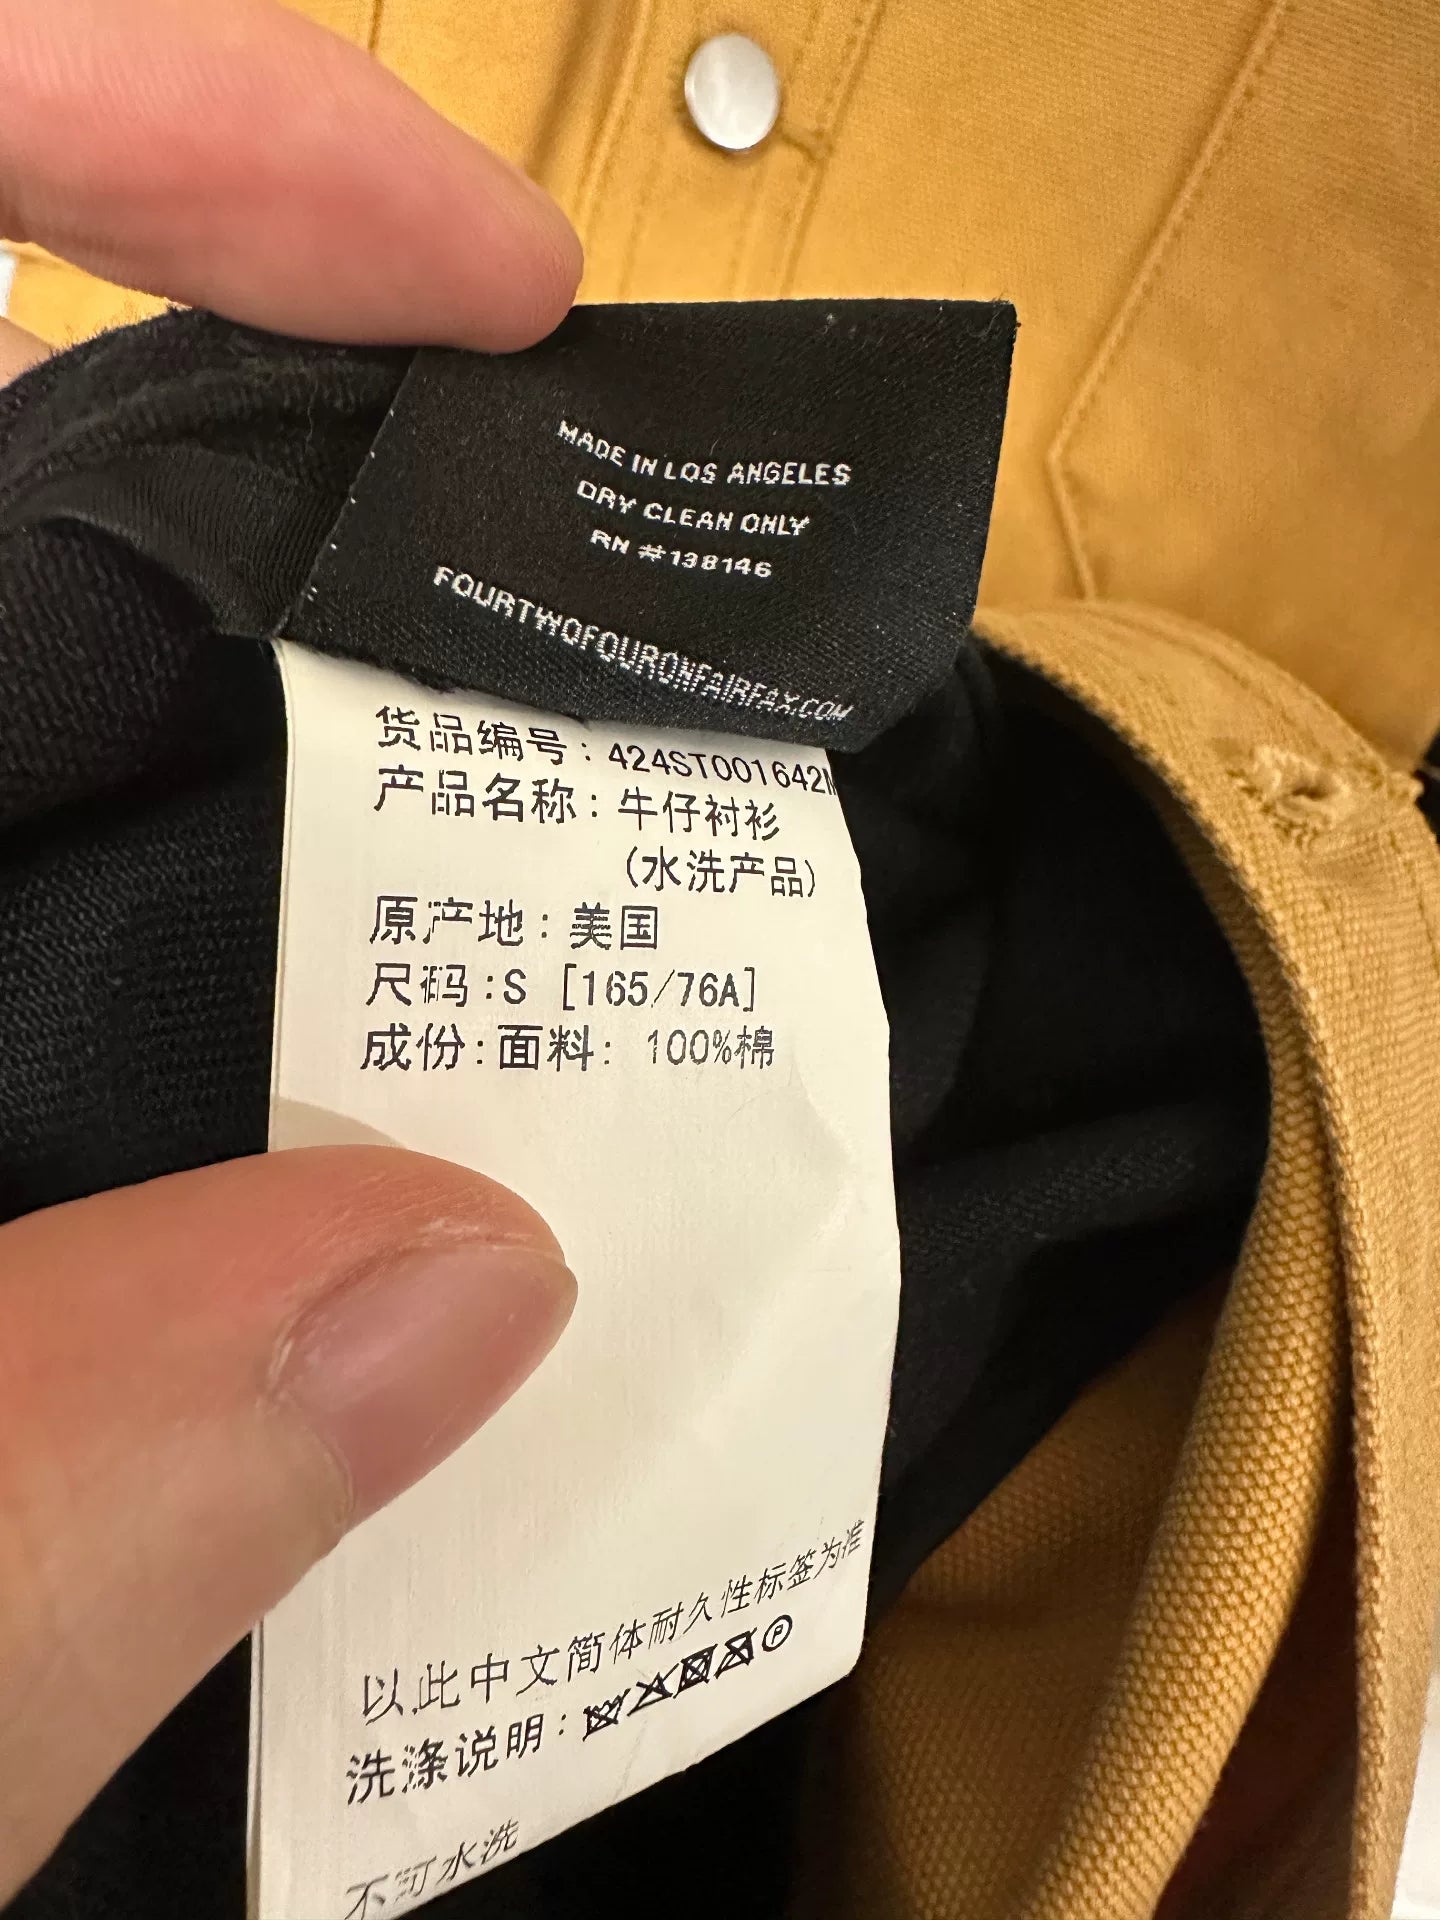 MADE IN LOS ANGELES
DRY CLEAN ONLY
RN #138146
FOURTWOFOURONFAIRFAX.COM
货品编号：424ST001642M
产品名称：牛仔衬衫
(水洗产品)
原产地：美国
尺码：S [165/76A]
成份：面料： 100%棉
以此中文简体耐久性标签为准
洗涤说明：
P
不可水洗